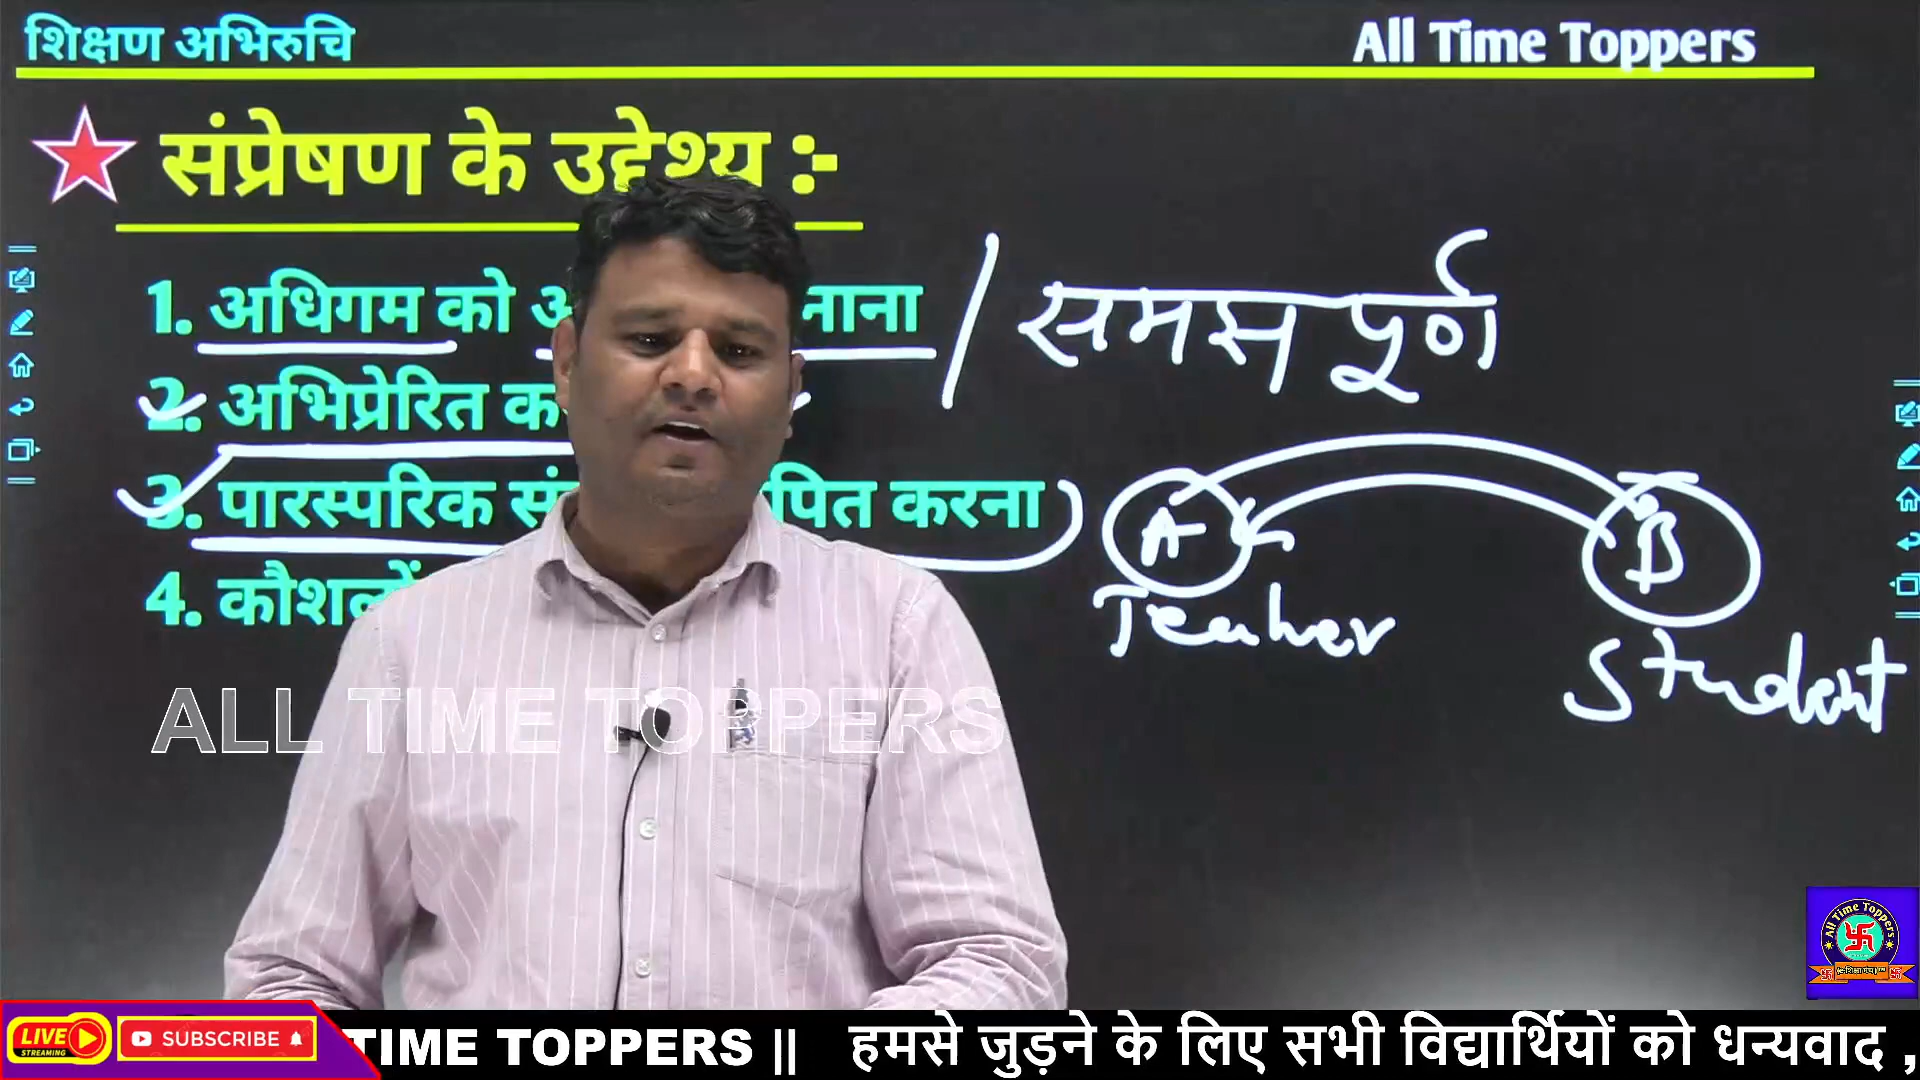 शिक्षण अभिरुचि
All Time Toppers
संप्रेषण के उद्देश्य :-
1. अधिगम को नाना / समस पूर्ण
2. अभिप्रेरित
3. पारस्परिक पित करना
4.
A B
Teacher
Student
ALL TIME TOPPERS
All Time Toppers
LIVE
STREAMING
SUBSCRIBE
TIME TOPPERS || हमसे जुड़ने के लिए सभी विद्यार्थियों को धन्यवाद ,